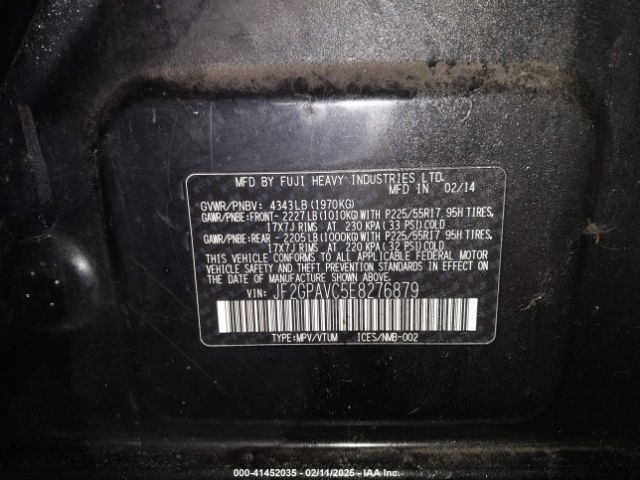 MFD BY FUJI HEAVY INDUSTRIES LTD.
MFD IN 02/14
GVWR/PNBV: 4343LB(1970KG)
GAWR/PNBE:FRONT- 2227LB(1010KG)WITH P225/55R17 95H TIRES,
17X7J RIMS AT 230 KPA(33 PSI)COLD
GAWR/PNBE:REAR - 2205LB(1000KG)WITH P225/55R17 95H TIRES,
17X7J RIMS AT 220 KPA(32 PSI)COLD
THIS VEHICLE CONFORMS TO ALL APPLICABLE FEDERAL MOTOR
VEHICLE SAFETY AND BUMPER STANDARDS IN EFFECT ON THE
DATE OF MANUFACTURE SHOWN ABOVE.
VIN: JF2GPAVC5E8276879
TYPE:MPV/VTUM ICES/NMB-002
000-41452035 - 02/11/2025 - IAA Inc.